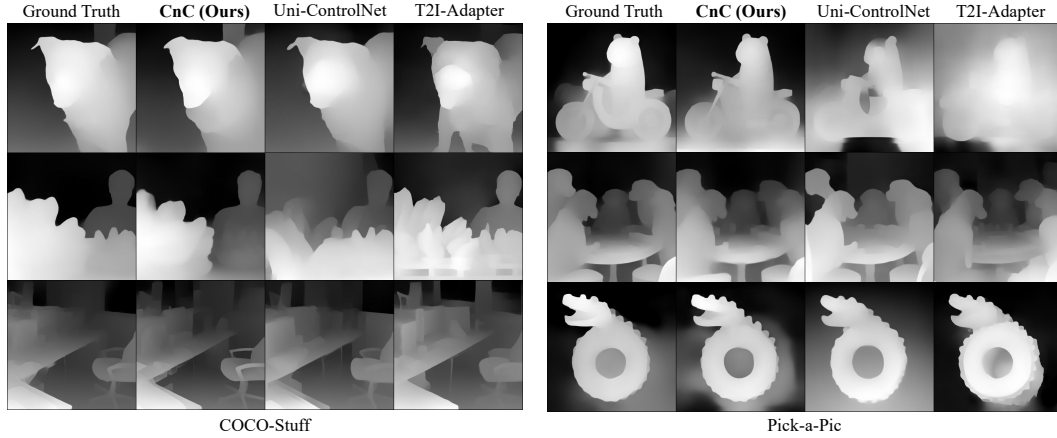 Ground Truth CnC (Ours) Uni-ControlNet T2I-Adapter
Ground Truth CnC (Ours) Uni-ControlNet T2I-Adapter
COCO-Stuff
Pick-a-Pic